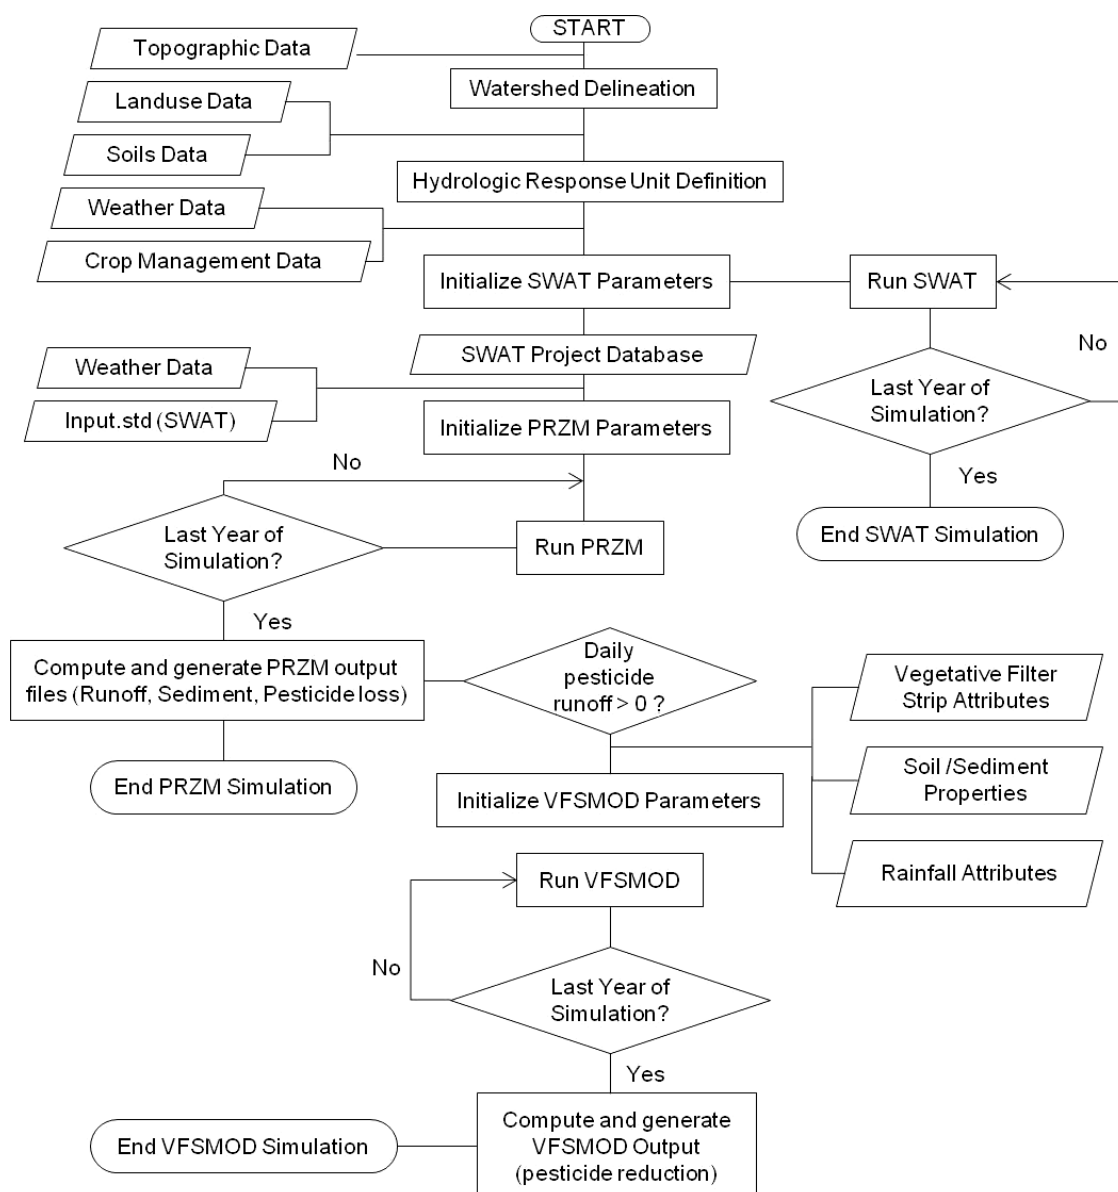 START
Topographic Data
Watershed Delineation
Landuse Data
Soils Data
Hydrologic Response Unit Definition
Weather Data
Crop Management Data
Initialize SWAT Parameters
Run SWAT
SWAT Project Database
No
Weather Data
Last Year of
Simulation?
Input.std (SWAT)
Initialize PRZM Parameters
Yes
No
End SWAT Simulation
Last Year of
Simulation?
Run PRZM
Yes
Compute and generate PRZM output
files (Runoff, Sediment, Pesticide loss)
Daily
pesticide
runoff > 0 ?
Vegetative Filter
Strip Attributes
End PRZM Simulation
Initialize VFSMOD Parameters
Soil /Sediment
Properties
Rainfall Attributes
Run VFSMOD
No
Last Year of
Simulation?
Yes
Compute and generate
VFSMOD Output
(pesticide reduction)
End VFSMOD Simulation